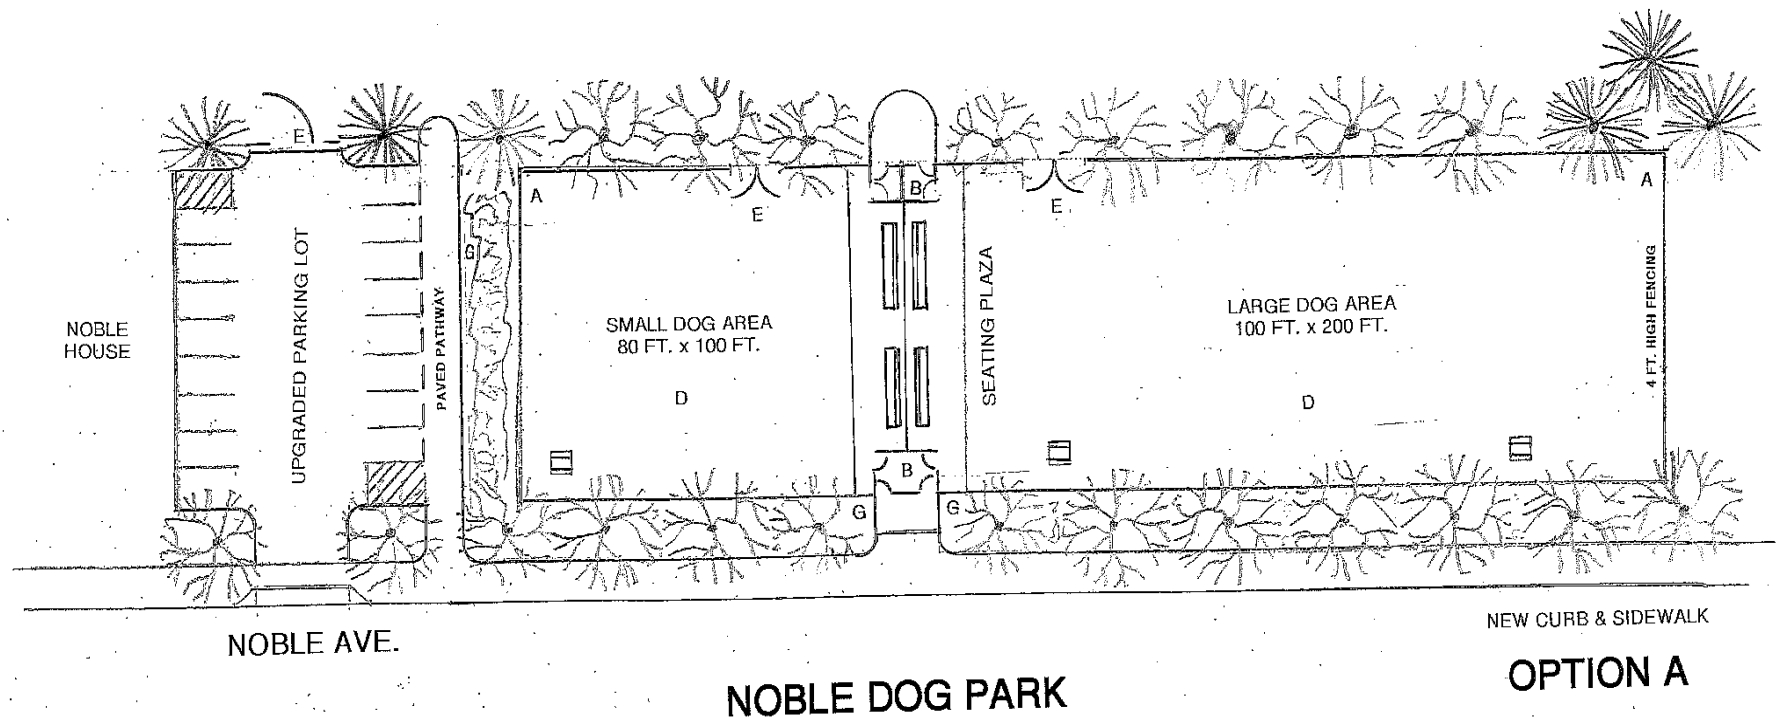 E
A
E
B
E
A
G
NOBLE
HOUSE
UPGRADED PARKING LOT
PAVED PATHWAY
SMALL DOG AREA
80 FT. x 100 FT.
D
SEATING PLAZA
LARGE DOG AREA
100 FT. x 200 FT.
D
4 FT. HIGH FENCING
B
G
G
NOBLE AVE.
NEW CURB & SIDEWALK
NOBLE DOG PARK
OPTION A